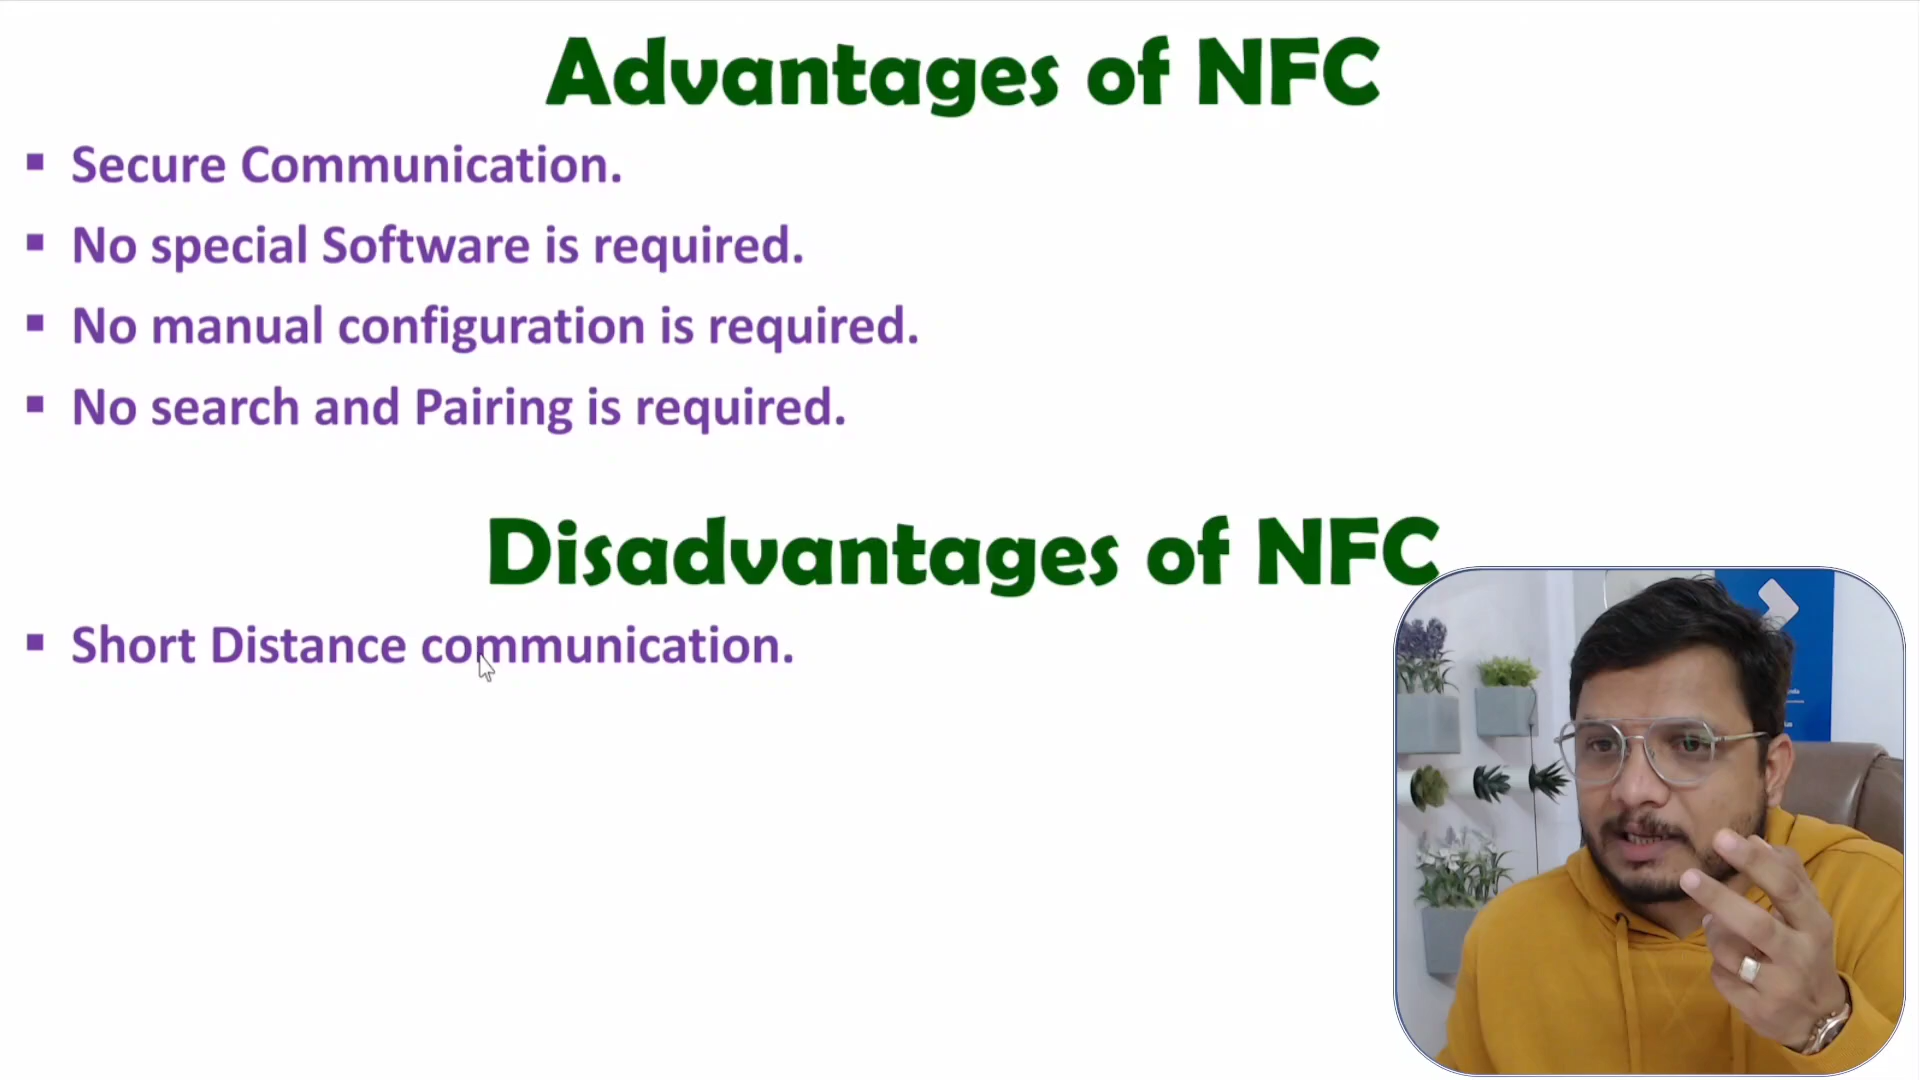 Advantages of NFC
▪ Secure Communication.
▪ No special Software is required.
▪ No manual configuration is required.
▪ No search and Pairing is required.
Disadvantages of NFC
▪ Short Distance communication.